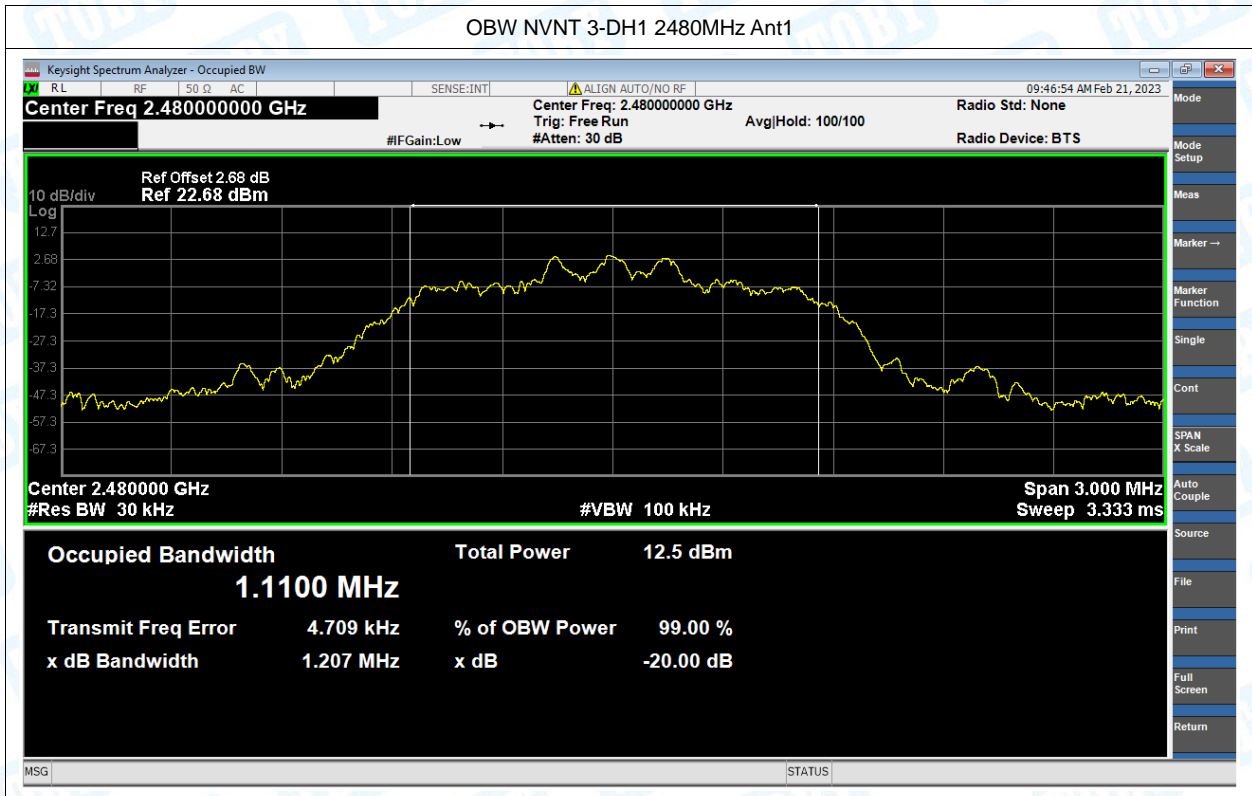 OBW NVNT 3-DH1 2480MHz Ant1
Keysight Spectrum Analyzer - Occupied BW
LXI RL RF 50 Ω AC SENSE:INT ALIGN AUTO/NO RF 09:46:54 AM Feb 21, 2023
Center Freq 2.480000000 GHz
Center Freq: 2.480000000 GHz Radio Std: None
Trig: Free Run Avg|Hold: 100/100
#IFGain:Low #Atten: 30 dB Radio Device: BTS
Ref Offset 2.68 dB
10 dB/div Ref 22.68 dBm
Log
12.7
2.68
-7.32
-17.3
-27.3
-37.3
-47.3
-57.3
-67.3
Center 2.480000 GHz Span 3.000 MHz
#Res BW 30 kHz #VBW 100 kHz Sweep 3.333 ms
Occupied Bandwidth Total Power 12.5 dBm
1.1100 MHz
Transmit Freq Error 4.709 kHz % of OBW Power 99.00 %
x dB Bandwidth 1.207 MHz x dB -20.00 dB
MSG STATUS
Mode
Mode
Setup
Meas
Marker→
Marker
Function
Single
Cont
SPAN
X Scale
Auto
Couple
Source
File
Print
Full
Screen
Return
TOBY